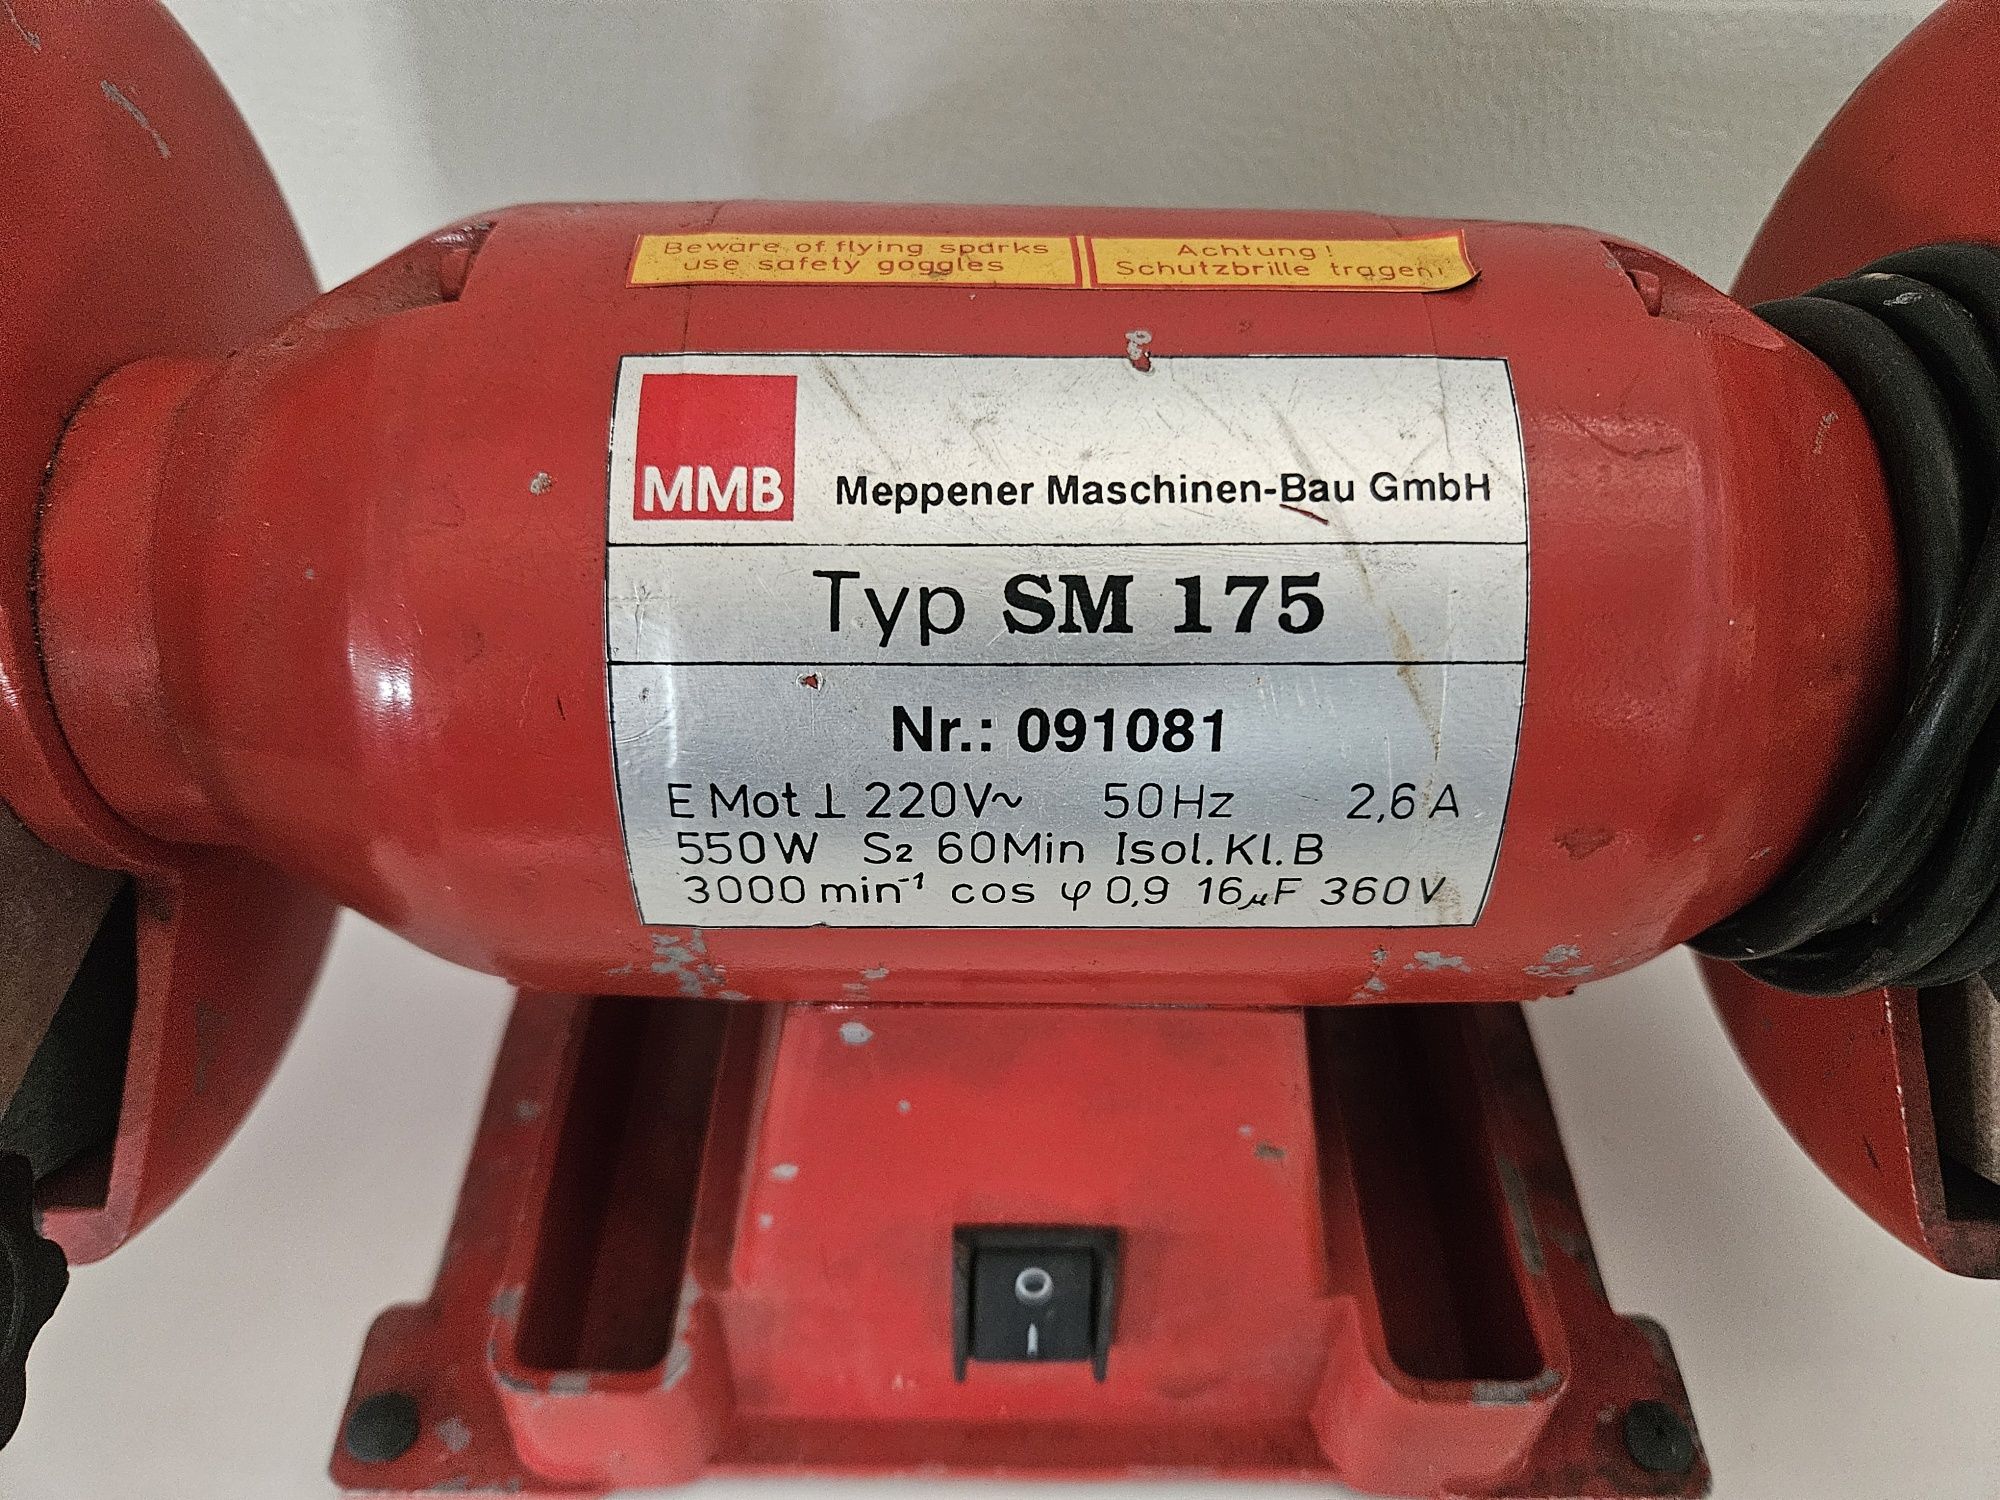 Beware of flying sparks
use safety goggles
Achtung!
Schutzbrille tragen!
MMB
Meppener Maschinen-Bau GmbH
Typ SM 175
Nr.: 091081
E Mot ⊥ 220V~ 50Hz 2,6 A
550W S2 60Min Isol.Kl.B
3000 min⁻¹ cos φ 0,9 16µF 360V
O
I